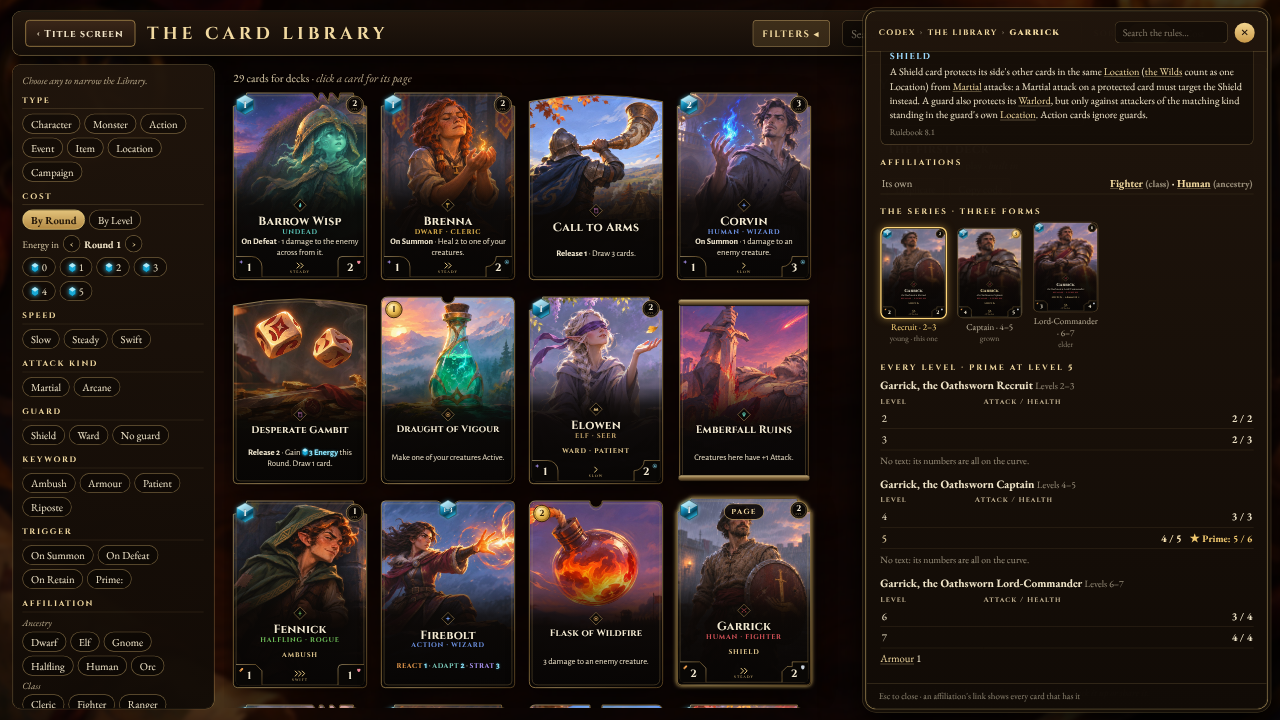 ‹ TITLE SCREEN
THE CARD LIBRARY
FILTERS ◂
Se
Choose any to narrow the Library.
TYPE
Character Monster Action
Event Item Location
Campaign
COST
By Round By Level
Energy in ‹ Round 1 ›
0 1 2 3
4 5
SPEED
Slow Steady Swift
ATTACK KIND
Martial Arcane
GUARD
Shield Ward No guard
KEYWORD
Ambush Armour Patient
Riposte
TRIGGER
On Summon On Defeat
On Retain Prime:
AFFILIATION
Ancestry
Dwarf Elf Gnome
Halfling Human Orc
Class
Cleric Fighter Ranger
29 cards for decks · click a card for its page
1 2
BARROW WISP
UNDEAD
On Defeat · 1 damage to the enemy
across from it.
1 STEADY 2
1 2
BRENNA
DWARF · CLERIC
On Summon · Heal 2 to one of your
creatures.
1 STEADY 2
CALL TO ARMS
Release 1 · Draw 3 cards.
2 3
CORVIN
HUMAN · WIZARD
On Summon · 1 damage to an
enemy creature.
1 SLOW 3
DESPERATE GAMBIT
Release 2 · Gain 3 Energy this
Round. Draw 1 card.
1
DRAUGHT OF VIGOUR
Make one of your creatures Active.
1 2
ELOWEN
ELF · SEER
WARD · PATIENT
1 SLOW 2
EMBERFALL RUINS
Creatures here have +1 Attack.
1 1
FENNICK
HALFLING · ROGUE
AMBUSH
1 SWIFT 1
1-3
FIREBOLT
ACTION · WIZARD
REACT 1 · ADAPT 2 · STRAT 3
2
FLASK OF WILDFIRE
3 damage to an enemy creature.
1 PAGE 2
GARRICK
HUMAN · FIGHTER
SHIELD
2 STEADY 2
CODEX › THE LIBRARY › GARRICK
Search the rules...
✕
SHIELD
A Shield card protects its side's other cards in the same Location (the Wilds count as one
Location) from Martial attacks: a Martial attack on a protected card must target the Shield
instead. A guard also protects its Warlord, but only against attackers of the matching kind
standing in the guard's own Location. Action cards ignore guards.
Rulebook 8.1
AFFILIATIONS
Its own Fighter (class) · Human (ancestry)
THE SERIES · THREE FORMS
GARRICK
GARRICK
GARRICK
Recruit · 2–3
young · this one
Captain · 4–5
grown
Lord-Commander
· 6–7
elder
EVERY LEVEL · PRIME AT LEVEL 5
Garrick, the Oathsworn Recruit Levels 2–3
LEVEL ATTACK / HEALTH
2 2 / 2
3 2 / 3
No text: its numbers are all on the curve.
Garrick, the Oathsworn Captain Levels 4–5
LEVEL ATTACK / HEALTH
4 3 / 3
5 4 / 5 ★ Prime: 5 / 6
No text: its numbers are all on the curve.
Garrick, the Oathsworn Lord-Commander Levels 6–7
LEVEL ATTACK / HEALTH
6 3 / 4
7 4 / 4
Armour 1
Esc to close · an affiliation's link shows every card that has it